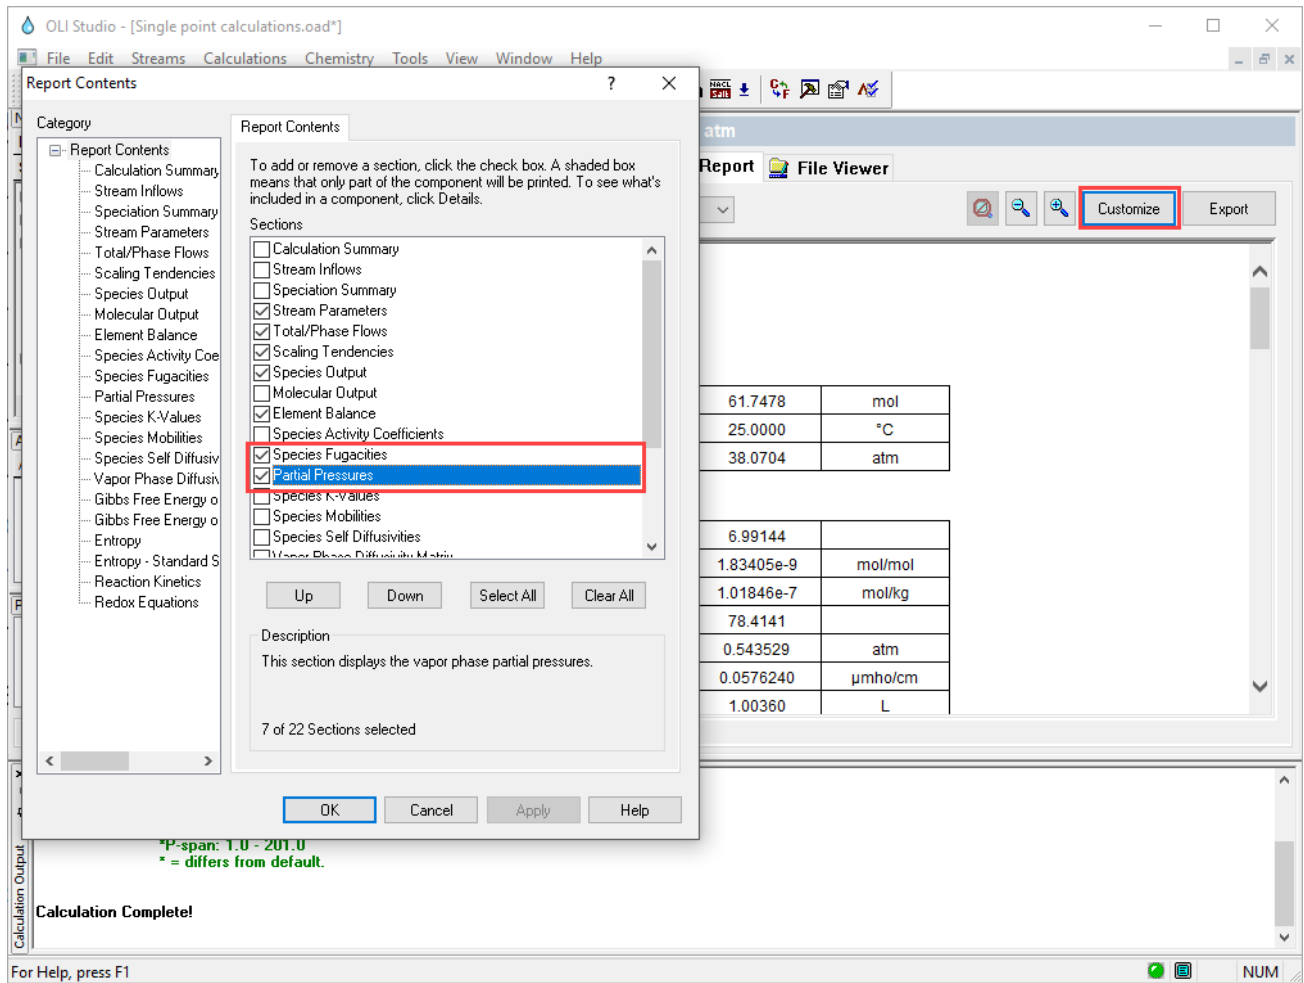 OLI Studio - [Single point calculations.oad*]
File Edit Streams Calculations Chemistry Tools View Window Help
Report Contents
?
Category
Report Contents
Calculation Summary
Stream Inflows
Speciation Summary
Stream Parameters
Total/Phase Flows
Scaling Tendencies
Species Output
Molecular Output
Element Balance
Species Activity Coe
Species Fugacities
Partial Pressures
Species K-Values
Species Mobilities
Species Self Diffusiv
Vapor Phase Diffusiv
Gibbs Free Energy o
Gibbs Free Energy o
Entropy
Entropy - Standard S
Reaction Kinetics
Redox Equations
Report Contents
To add or remove a section, click the check box. A shaded box
means that only part of the component will be printed. To see what's
included in a component, click Details.
Sections
Calculation Summary
Stream Inflows
Speciation Summary
Stream Parameters
Total/Phase Flows
Scaling Tendencies
Species Output
Molecular Output
Element Balance
Species Activity Coefficients
Species Fugacities
Partial Pressures
Species K-Values
Species Mobilities
Species Self Diffusivities
Vapor Phase Diffusivity Matrix
Up Down Select All Clear All
Description
This section displays the vapor phase partial pressures.
7 of 22 Sections selected
OK Cancel Apply Help
NACL
Salt
atm
Report File Viewer
Customize Export
61.7478 mol
25.0000 °C
38.0704 atm
6.99144
1.83405e-9 mol/mol
1.01846e-7 mol/kg
78.4141
0.543529 atm
0.0576240 µmho/cm
1.00360 L
Calculation Output
*P-span: 1.0 - 201.0
* = differs from default.
Calculation Complete!
For Help, press F1
NUM